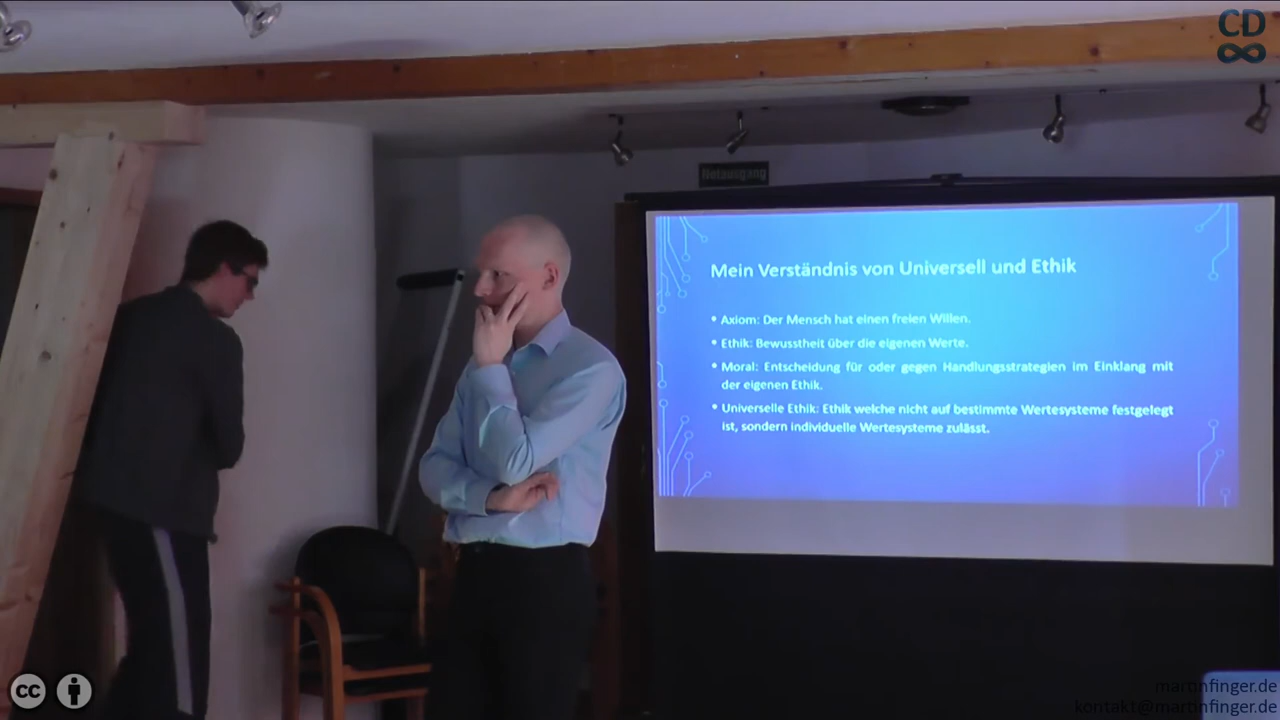 CD
Notausgang
Mein Verständnis von Universell und Ethik
• Axiom: Der Mensch hat einen freien Willen.
• Ethik: Bewusstheit über die eigenen Werte.
• Moral: Entscheidung für oder gegen Handlungsstrategien im Einklang mit
der eigenen Ethik.
• Universelle Ethik: Ethik welche nicht auf bestimmte Wertesysteme festgelegt
ist, sondern individuelle Wertesysteme zulässt.
cc
martinfinger.de
kontakt@martinfinger.de